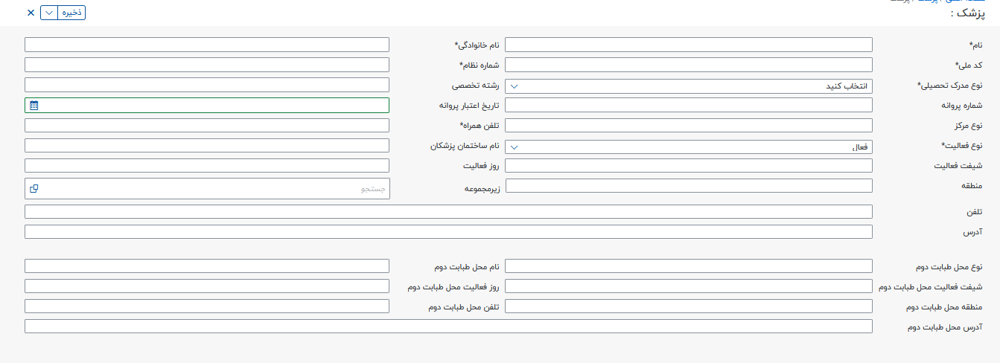 پزشک :
ذخیره
نام*
نام خانوادگی*
کد ملی*
شماره نظام*
نوع مدرک تحصیلی*
انتخاب کنید
رشته تخصصی
شماره پروانه
تاریخ اعتبار پروانه
نوع مرکز
تلفن همراه*
نوع فعالیت*
فعال
نام ساختمان پزشکان
شیفت فعالیت
روز فعالیت
منطقه
زیرمجموعه
جستجو
تلفن
آدرس
نوع محل طبابت دوم
نام محل طبابت دوم
شیفت فعالیت محل طبابت دوم
روز فعالیت محل طبابت دوم
منطقه محل طبابت دوم
تلفن محل طبابت دوم
آدرس محل طبابت دوم